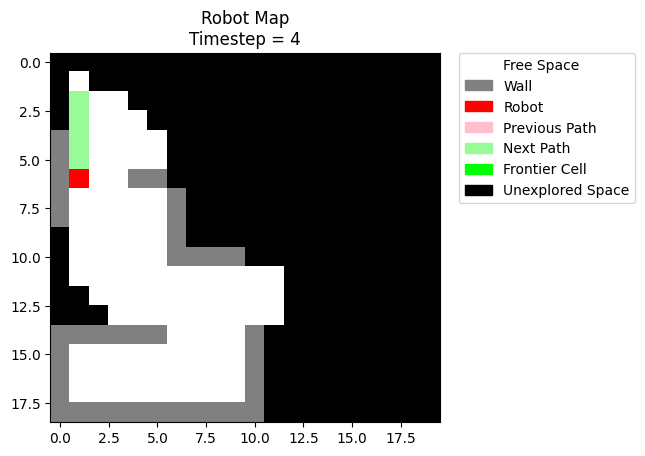 Robot Map
Timestep = 4
0.0
2.5
5.0
7.5
10.0
12.5
15.0
17.5
0.0 2.5 5.0 7.5 10.0 12.5 15.0 17.5
Free Space
Wall
Robot
Previous Path
Next Path
Frontier Cell
Unexplored Space